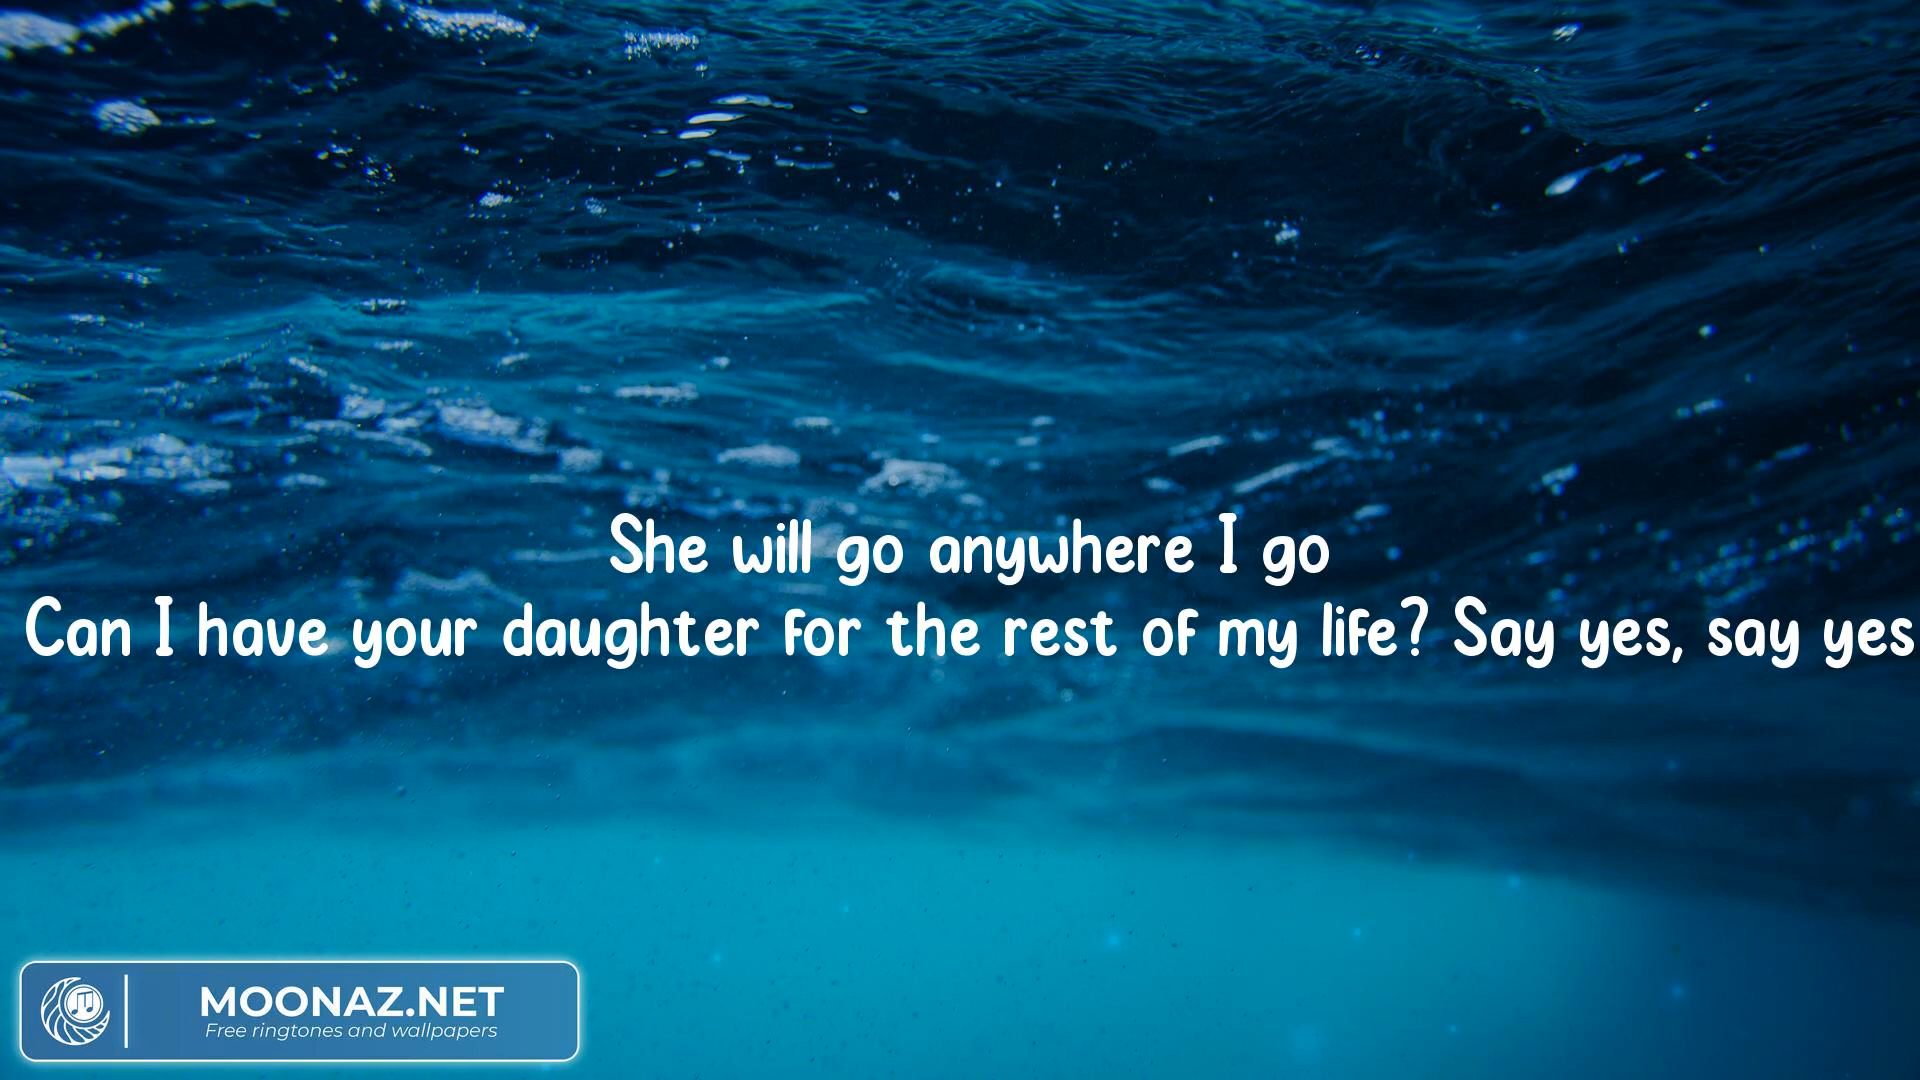 She will go anywhere I go
Can I have your daughter for the rest of my life? Say yes, say yes
MOONAZ.NET
Free ringtones and wallpapers